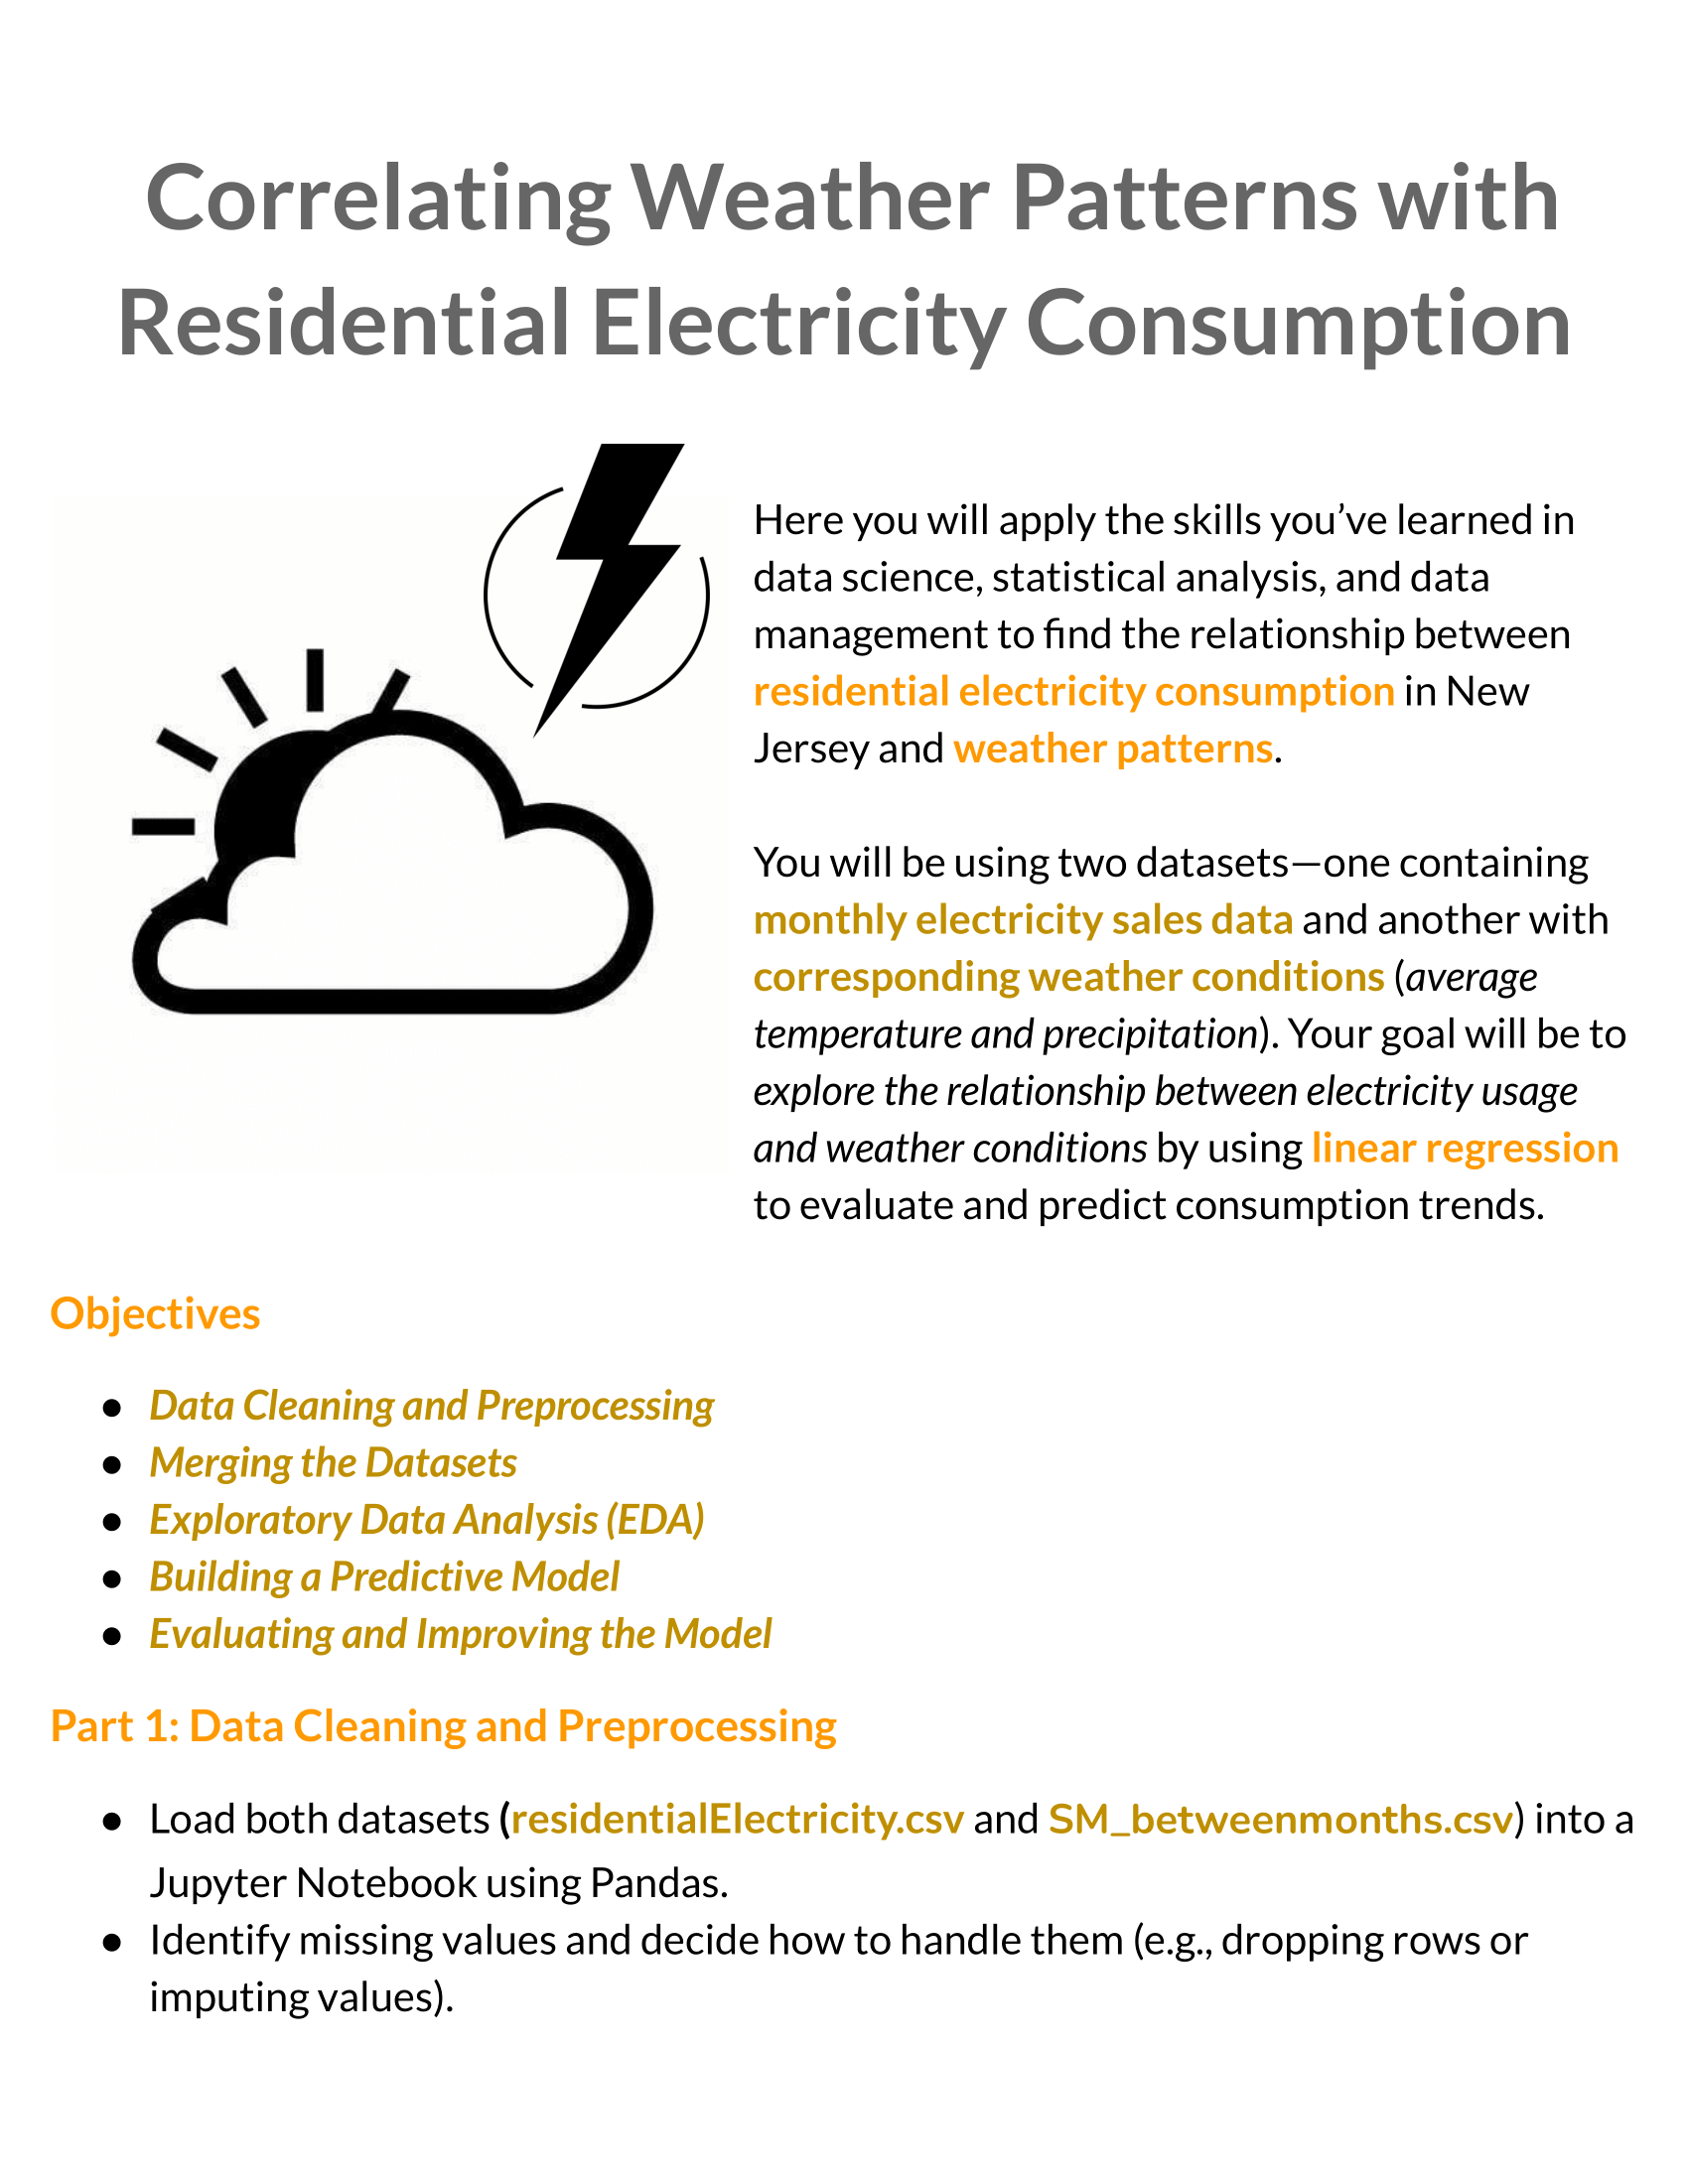 Correlating Weather Patterns with
Residential Electricity Consumption
Here you will apply the skills you’ve learned in
data science, statistical analysis, and data
management to find the relationship between
residential electricity consumption in New
Jersey and weather patterns.
You will be using two datasets—one containing
monthly electricity sales data and another with
corresponding weather conditions (average
temperature and precipitation). Your goal will be to
explore the relationship between electricity usage
and weather conditions by using linear regression
to evaluate and predict consumption trends.
Objectives
● Data Cleaning and Preprocessing
● Merging the Datasets
● Exploratory Data Analysis (EDA)
● Building a Predictive Model
● Evaluating and Improving the Model
Part 1: Data Cleaning and Preprocessing
● Load both datasets (residentialElectricity.csv and SM_betweenmonths.csv) into a
Jupyter Notebook using Pandas.
● Identify missing values and decide how to handle them (e.g., dropping rows or
imputing values).